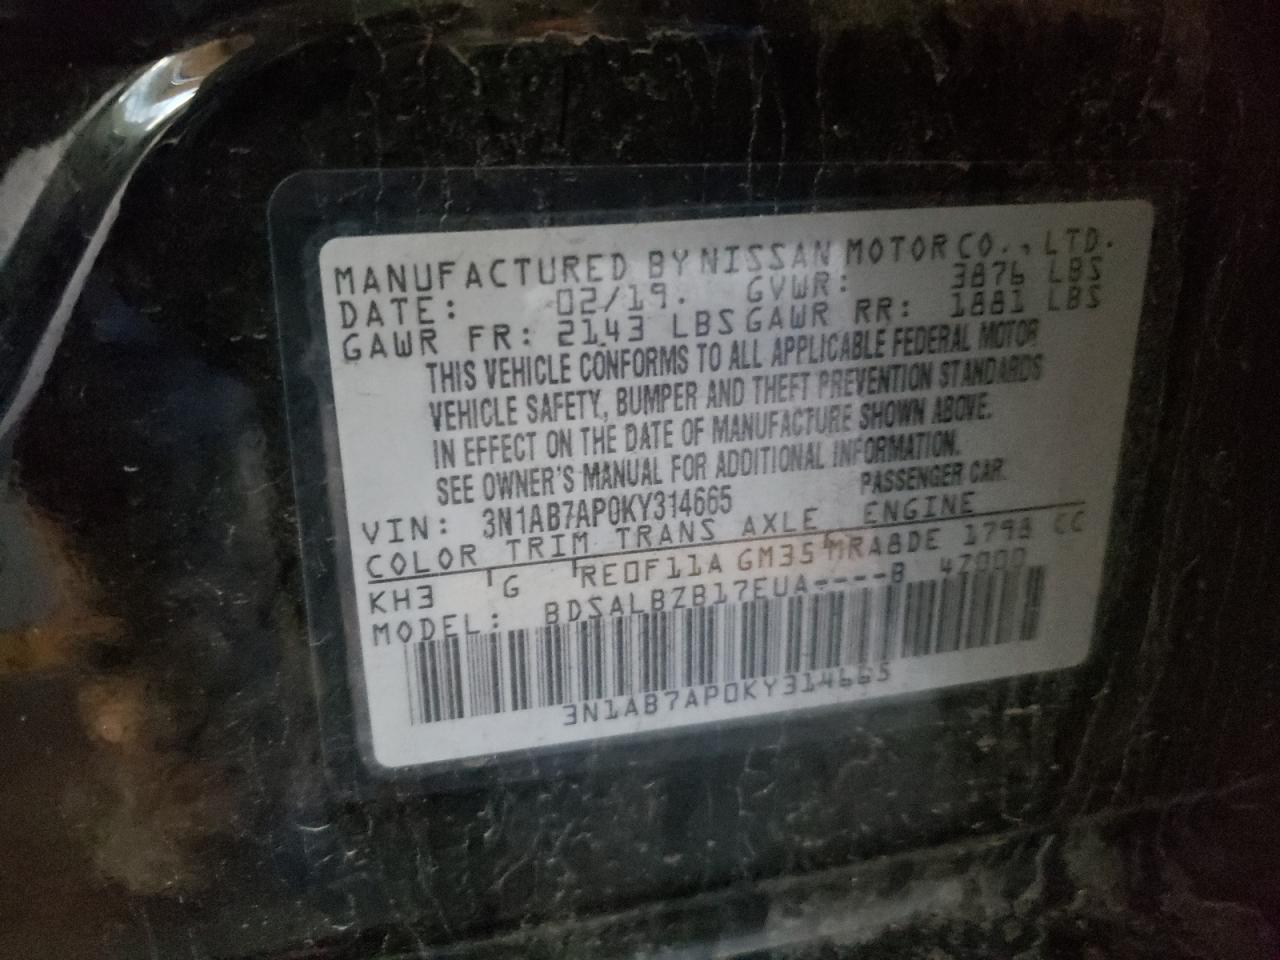 MANUFACTURED BY NISSAN MOTOR CO., LTD.
DATE: 02/19. GVWR: 3876 LBS
GAWR FR: 2143 LBS GAWR RR: 1881 LBS
THIS VEHICLE CONFORMS TO ALL APPLICABLE FEDERAL MOTOR
VEHICLE SAFETY, BUMPER AND THEFT PREVENTION STANDARDS
IN EFFECT ON THE DATE OF MANUFACTURE SHOWN ABOVE.
SEE OWNER'S MANUAL FOR ADDITIONAL INFORMATION.
VIN: 3N1AB7AP0KY314665 PASSENGER CAR.
COLOR TRIM TRANS AXLE ENGINE
KH3 G RE0F11A GM35 MRA8DE 1798 CC
MODEL: BDSALBZB17EUA----B 47000
3N1AB7AP0KY314665